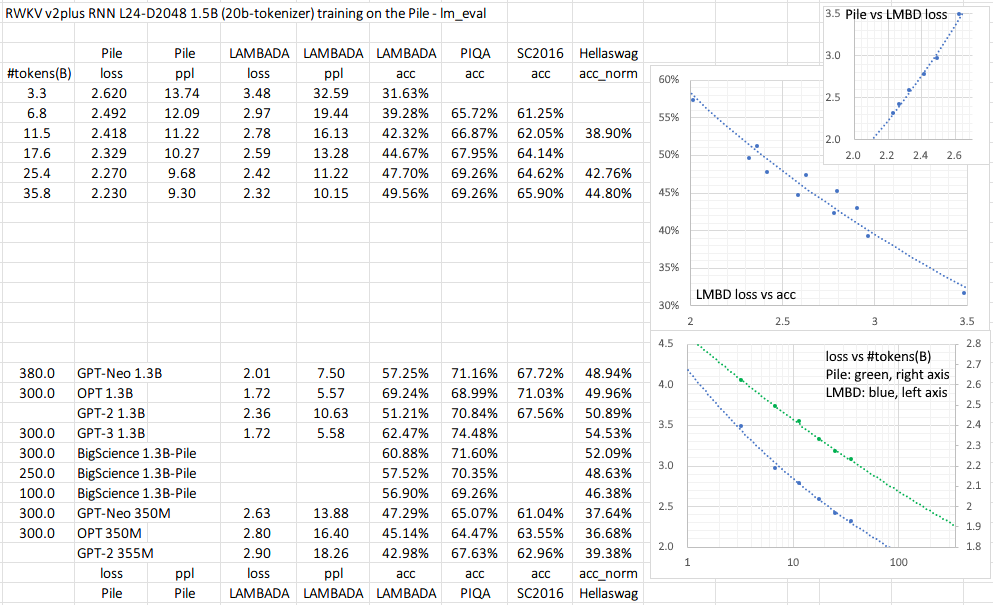 RWKV v2plus RNN L24-D2048 1.5B (20b-tokenizer) training on the Pile - lm_eval
Pile Pile LAMBADA LAMBADA LAMBADA PIQA SC2016 Hellaswag
#tokens(B) loss ppl loss ppl acc acc acc acc_norm
3.3 2.620 13.74 3.48 32.59 31.63%
6.8 2.492 12.09 2.97 19.44 39.28% 65.72% 61.25%
11.5 2.418 11.22 2.78 16.13 42.32% 66.87% 62.05% 38.90%
17.6 2.329 10.27 2.59 13.28 44.67% 67.95% 64.14%
25.4 2.270 9.68 2.42 11.22 47.70% 69.26% 64.62% 42.76%
35.8 2.230 9.30 2.32 10.15 49.56% 69.26% 65.90% 44.80%
380.0 GPT-Neo 1.3B 2.01 7.50 57.25% 71.16% 67.72% 48.94%
300.0 OPT 1.3B 1.72 5.57 69.24% 68.99% 71.03% 49.96%
GPT-2 1.3B 2.36 10.63 51.21% 70.84% 67.56% 50.89%
300.0 GPT-3 1.3B 1.72 5.58 62.47% 74.48% 54.53%
300.0 BigScience 1.3B-Pile 60.88% 71.60% 52.09%
250.0 BigScience 1.3B-Pile 57.52% 70.35% 48.63%
100.0 BigScience 1.3B-Pile 56.90% 69.26% 46.38%
300.0 GPT-Neo 350M 2.63 13.88 47.29% 65.07% 61.04% 37.64%
300.0 OPT 350M 2.80 16.40 45.14% 64.47% 63.55% 36.68%
GPT-2 355M 2.90 18.26 42.98% 67.63% 62.96% 39.38%
loss ppl loss ppl acc acc acc acc_norm
Pile Pile LAMBADA LAMBADA LAMBADA PIQA SC2016 Hellaswag
Pile vs LMBD loss
3.5
3.0
2.5
2.0
2.0 2.2 2.4 2.6
60%
55%
50%
45%
40%
35%
30%
LMBD loss vs acc
2 2.5 3 3.5
loss vs #tokens(B)
Pile: green, right axis
LMBD: blue, left axis
4.5
4.0
3.5
3.0
2.5
2.0
2.8
2.7
2.6
2.5
2.4
2.3
2.2
2.1
2
1.9
1.8
1 10 100